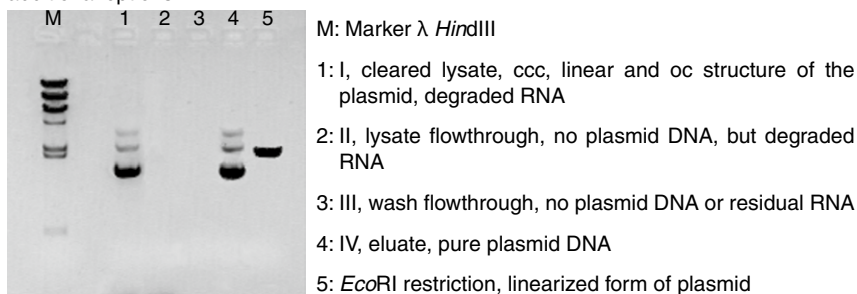 M 1 2 3 4 5
M: Marker λ HindIII
1: I, cleared lysate, ccc, linear and oc structure of the
plasmid, degraded RNA
2: II, lysate flowthrough, no plasmid DNA, but degraded
RNA
3: III, wash flowthrough, no plasmid DNA or residual RNA
4: IV, eluate, pure plasmid DNA
5: EcoRI restriction, linearized form of plasmid